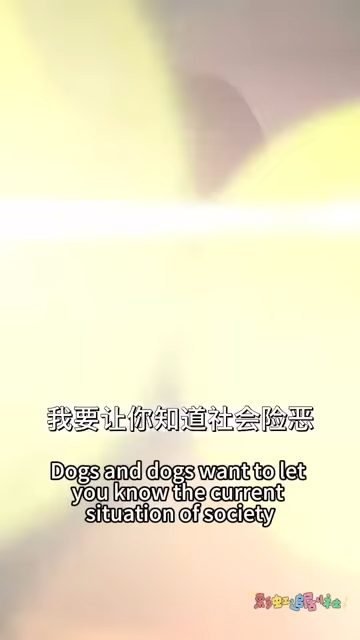 我要让你知道社会险恶
Dogs and dogs want to let
you know the current
situation of society